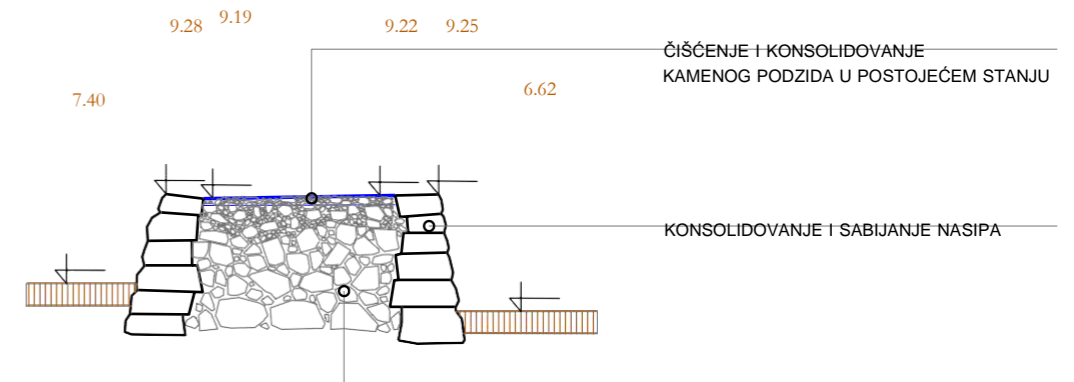 9.28 9.19 9.22 9.25
ČIŠĆENJE I KONSOLIDOVANJE
KAMENOG PODZIDA U POSTOJEĆEM STANJU
7.40 6.62
KONSOLIDOVANJE I SABIJANJE NASIPA